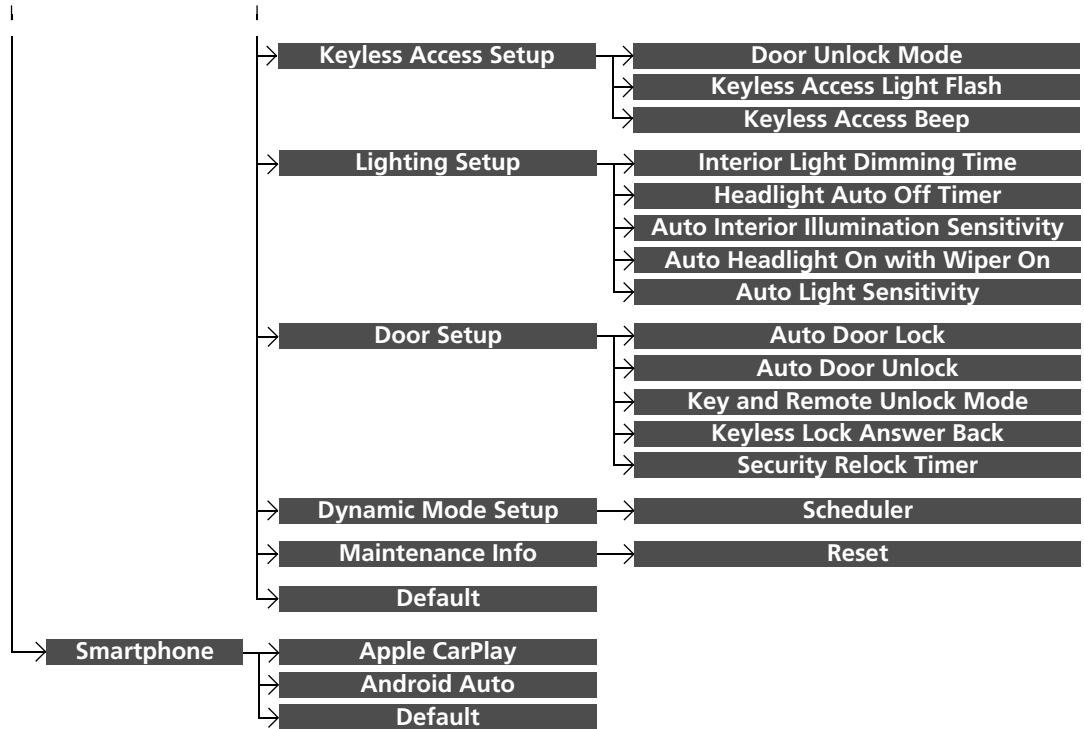 Keyless Access Setup
Door Unlock Mode
Keyless Access Light Flash
Keyless Access Beep
Lighting Setup
Interior Light Dimming Time
Headlight Auto Off Timer
Auto Interior Illumination Sensitivity
Auto Headlight On with Wiper On
Auto Light Sensitivity
Door Setup
Auto Door Lock
Auto Door Unlock
Key and Remote Unlock Mode
Keyless Lock Answer Back
Security Relock Timer
Dynamic Mode Setup
Scheduler
Maintenance Info
Reset
Default
Smartphone
Apple CarPlay
Android Auto
Default